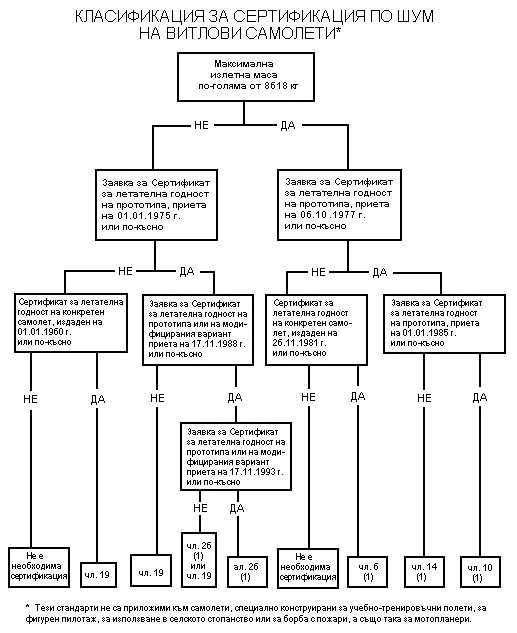 КЛАСИФИКАЦИЯ ЗА СЕРТИФИКАЦИЯ ПО ШУМ
НА ВИТЛОВИ САМОЛЕТИ*
Максимална
излетна маса
по-голяма от 8618 кг
НЕ
ДА
Заявка за Сертификат
за летателна годност
на прототипа, приета
на 01.01.1975 г.
или по-късно
Заявка за Сертификат
за летателна годност
на прототипа, приета
на 06.10 .1977 г.
или по-късно
НЕ
ДА
НЕ
ДА
Сертификат за летателна
годност на конкретен
самолет, издаден на
01.01.1960 г.
или по-късно
Заявка за Сертификат
за летателна годност на
прототипа или на моди-
фицирания вариант
приета на 17.11.1988 г.
или по-късно
Сертификат за
летателна годност
на конкретен само-
лет, издаден на
26.11.1981 г.
или по-късно
Заявка за Сертификат
за летателна годност
на прототипа, приета
на 01.01.1985 г.
или по-късно
НЕ
ДА
НЕ
ДА
НЕ
ДА
НЕ
ДА
Заявка за Сертификат
за летателна годност на
прототипа или на моди-
фицирания вариант
приета на 17.11.1993 г.
или по-късно
НЕ
ДА
Не е
необходима
сертификация
чл. 19
чл. 19
чл. 26
(1)
или
чл. 19
ал. 26
(1)
Не е
необходима
сертификация
чл. 6
(1)
чл. 14
(1)
чл. 10
(1)
* Тези стандарти не са приложими към самолети, специално конструирани за учебно-тренировъчни полети, за
фигурен пилотаж, за използване в селското стопанство или за борба с пожари, а също така за мотопланери.